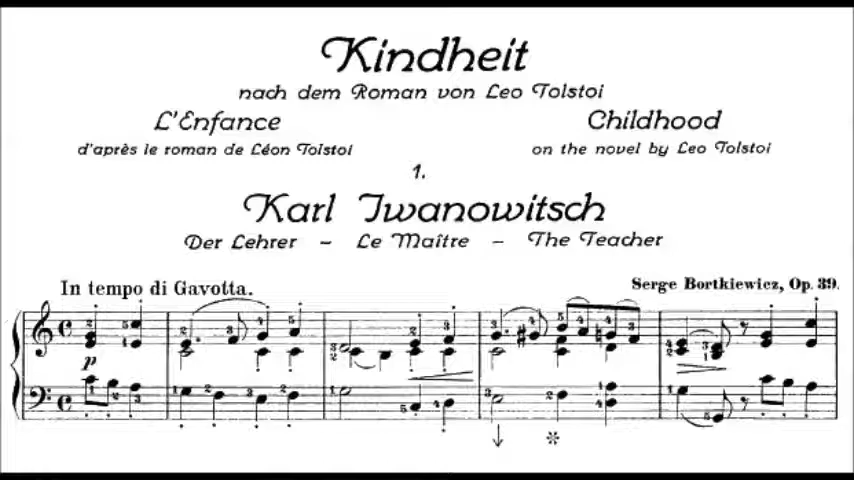 Kindheit
nach dem Roman von Leo Tolstoi
L'Enfance
d'après le roman de Léon Tolstoi
Childhood
on the novel by Leo Tolstoi
1.
Karl Iwanowitsch
Der Lehrer – Le Maître – The Teacher
In tempo di Gavotta.
Serge Bortkiewicz, Op. 39.
p